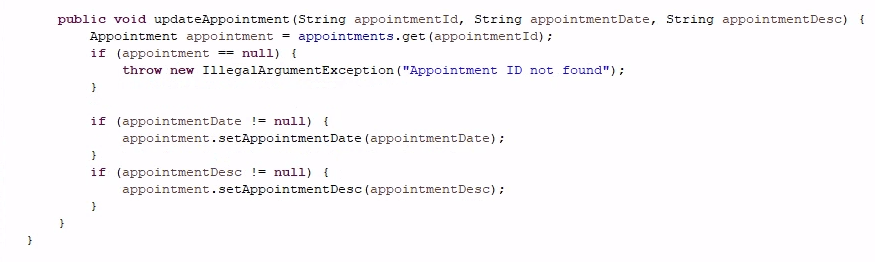 public void updateAppointment(String appointmentId, String appointmentDate, String appointmentDesc) {
Appointment appointment = appointments.get(appointmentId);
if (appointment == null) {
throw new IllegalArgumentException("Appointment ID not found");
}
if (appointmentDate != null) {
appointment.setAppointmentDate(appointmentDate);
}
if (appointmentDesc != null) {
appointment.setAppointmentDesc(appointmentDesc);
}
}
}